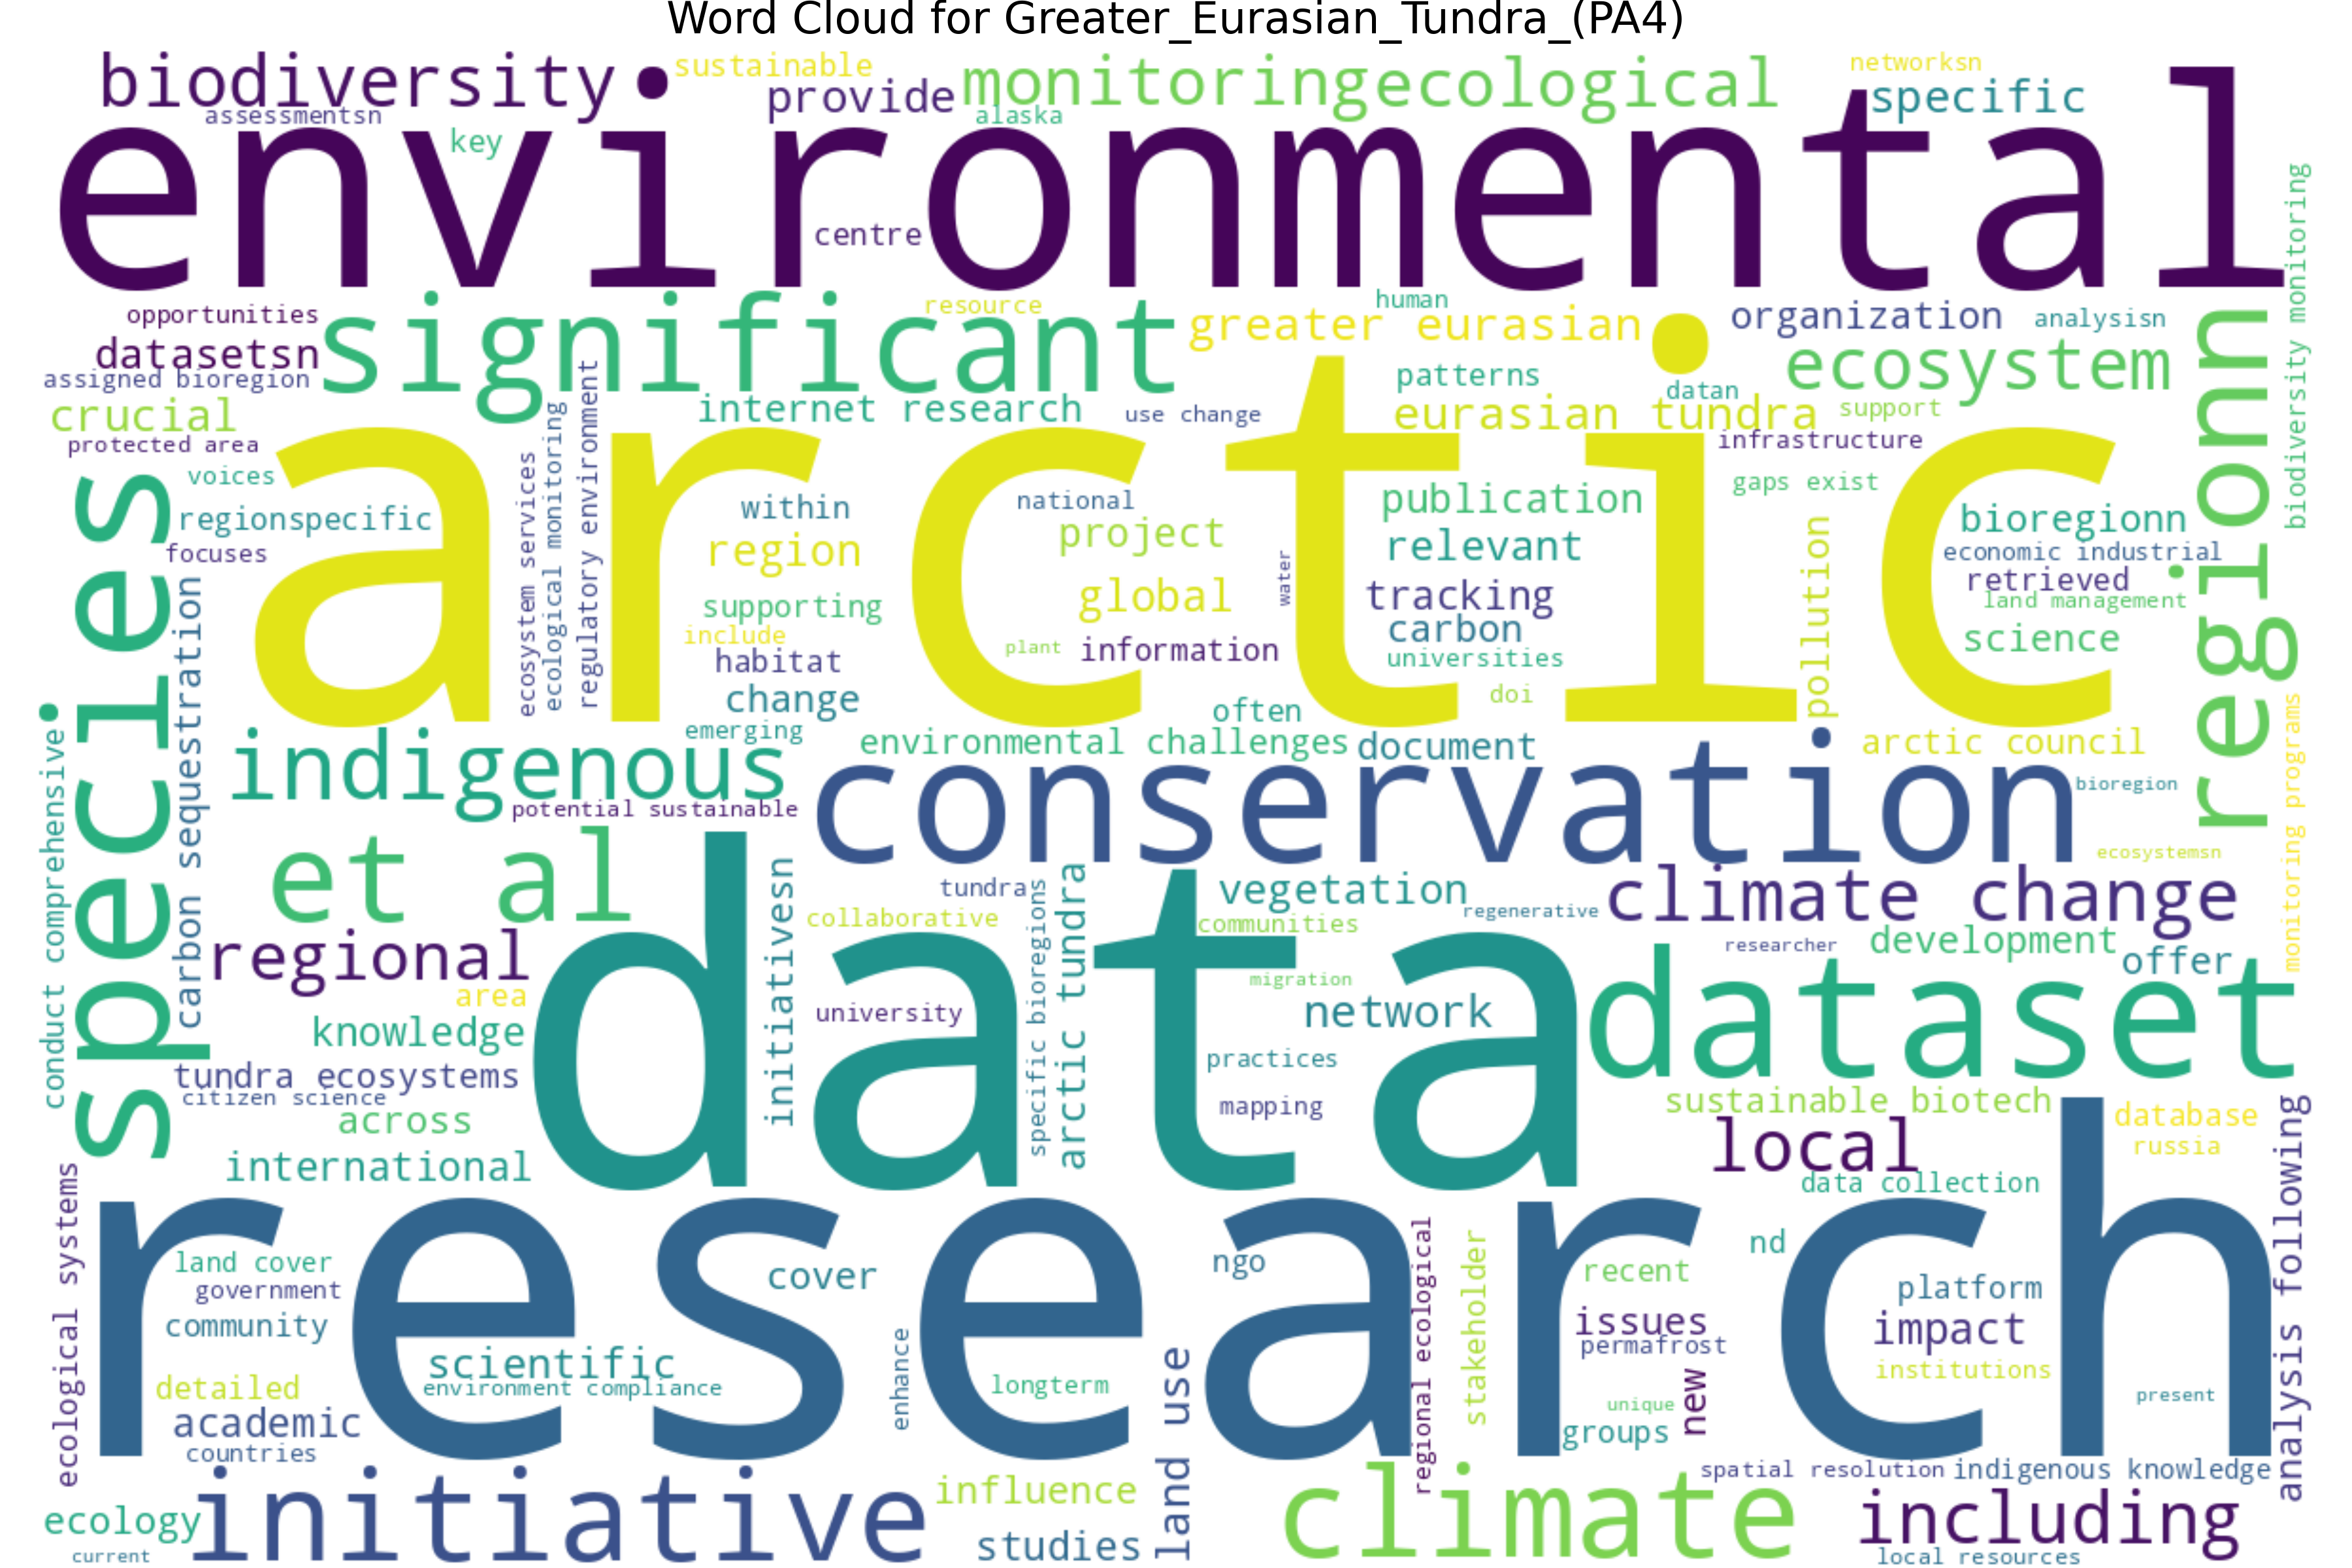 Word Cloud for Greater_Eurasian_Tundra_(PA4)
biodiversity
sustainable
provide
monitoring
ecological
networksn
specific
assessmentsn
key
alaska
environmental
centre
biodiversity monitoring
opportunities
significant
resource
greater eurasian
human
organization
analysisn
datasetsn
assigned bioregion
ecosystem
regionn
crucial
internet research
use change
patterns
datan
eurasian tundra
support
protected area
infrastructure
arctic
voices
regionspecific
focuses
species
carbon sequestration
ecosystem services
ecological monitoring
regulatory environment
within
region
supporting
include
habitat
change
emerging
national
project
global
water
plant
information
publication
relevant
tracking
carbon
universities
doi
gaps exist
pollution
bioregionn
economic industrial
retrieved
land management
science
often
environmental challenges
document
arctic council
indigenous
potential sustainable
conservation
bioregion
ecosystemsn
monitoring programs
conduct comprehensive
et al
regional
area
knowledge
tundra ecosystems
citizen science
across
international
initiativesn
data
tundra
collaborative
university
specific bioregions
arctic tundra
vegetation
communities
regenerative
climate change
migration
network
practices
mapping
researcher
development
offer
dataset
sustainable biotech
local
database
russia
data collection
analysis following
ecological systems
research
land cover
government
community
cover
ngo
regional ecological
stakeholder
nd
recent
issues
permafrost
platform
impact
institutions
scientific
environment compliance
enhance
longterm
detailed
academic
countries
land use
unique
groups
new
present
spatial resolution
indigenous knowledge
ecology
current
initiative
influence
studies
climate
including
local resources